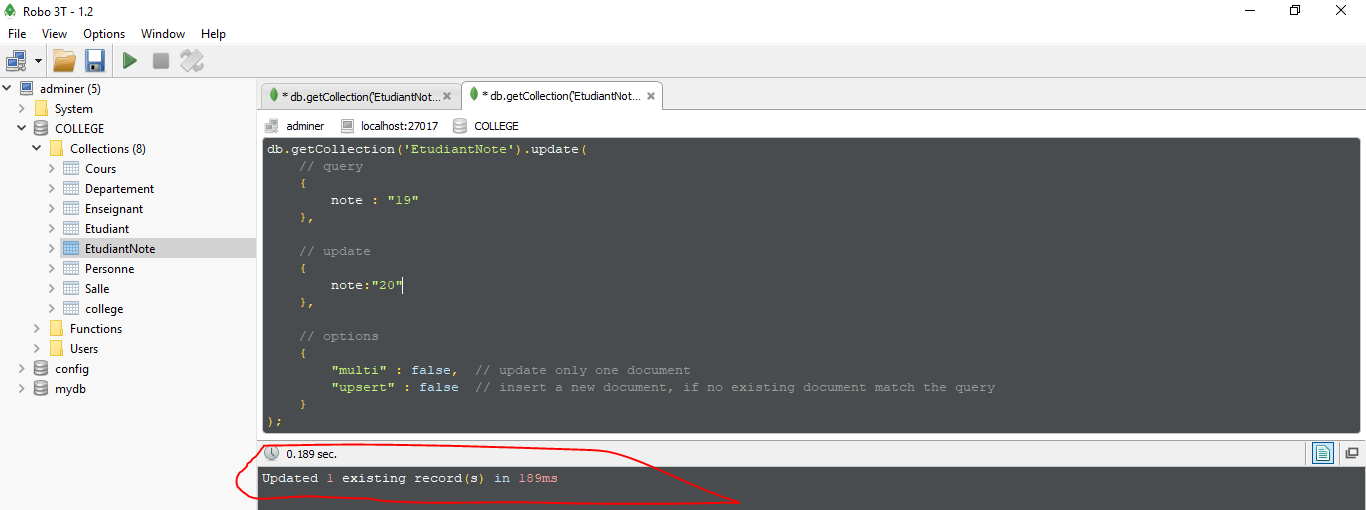 Robo 3T - 1.2
File View Options Window Help
adminer (5)
System
COLLEGE
Collections (8)
Cours
Departement
Enseignant
Etudiant
EtudiantNote
Personne
Salle
college
Functions
Users
config
mydb
* db.getCollection('EtudiantNot... * db.getCollection('EtudiantNot...
adminer localhost:27017 COLLEGE
db.getCollection('EtudiantNote').update(
// query
{
note : "19"
},
// update
{
note:"20"
},
// options
{
"multi" : false, // update only one document
"upsert" : false // insert a new document, if no existing document match the query
}
);
0.189 sec.
Updated 1 existing record(s) in 189ms